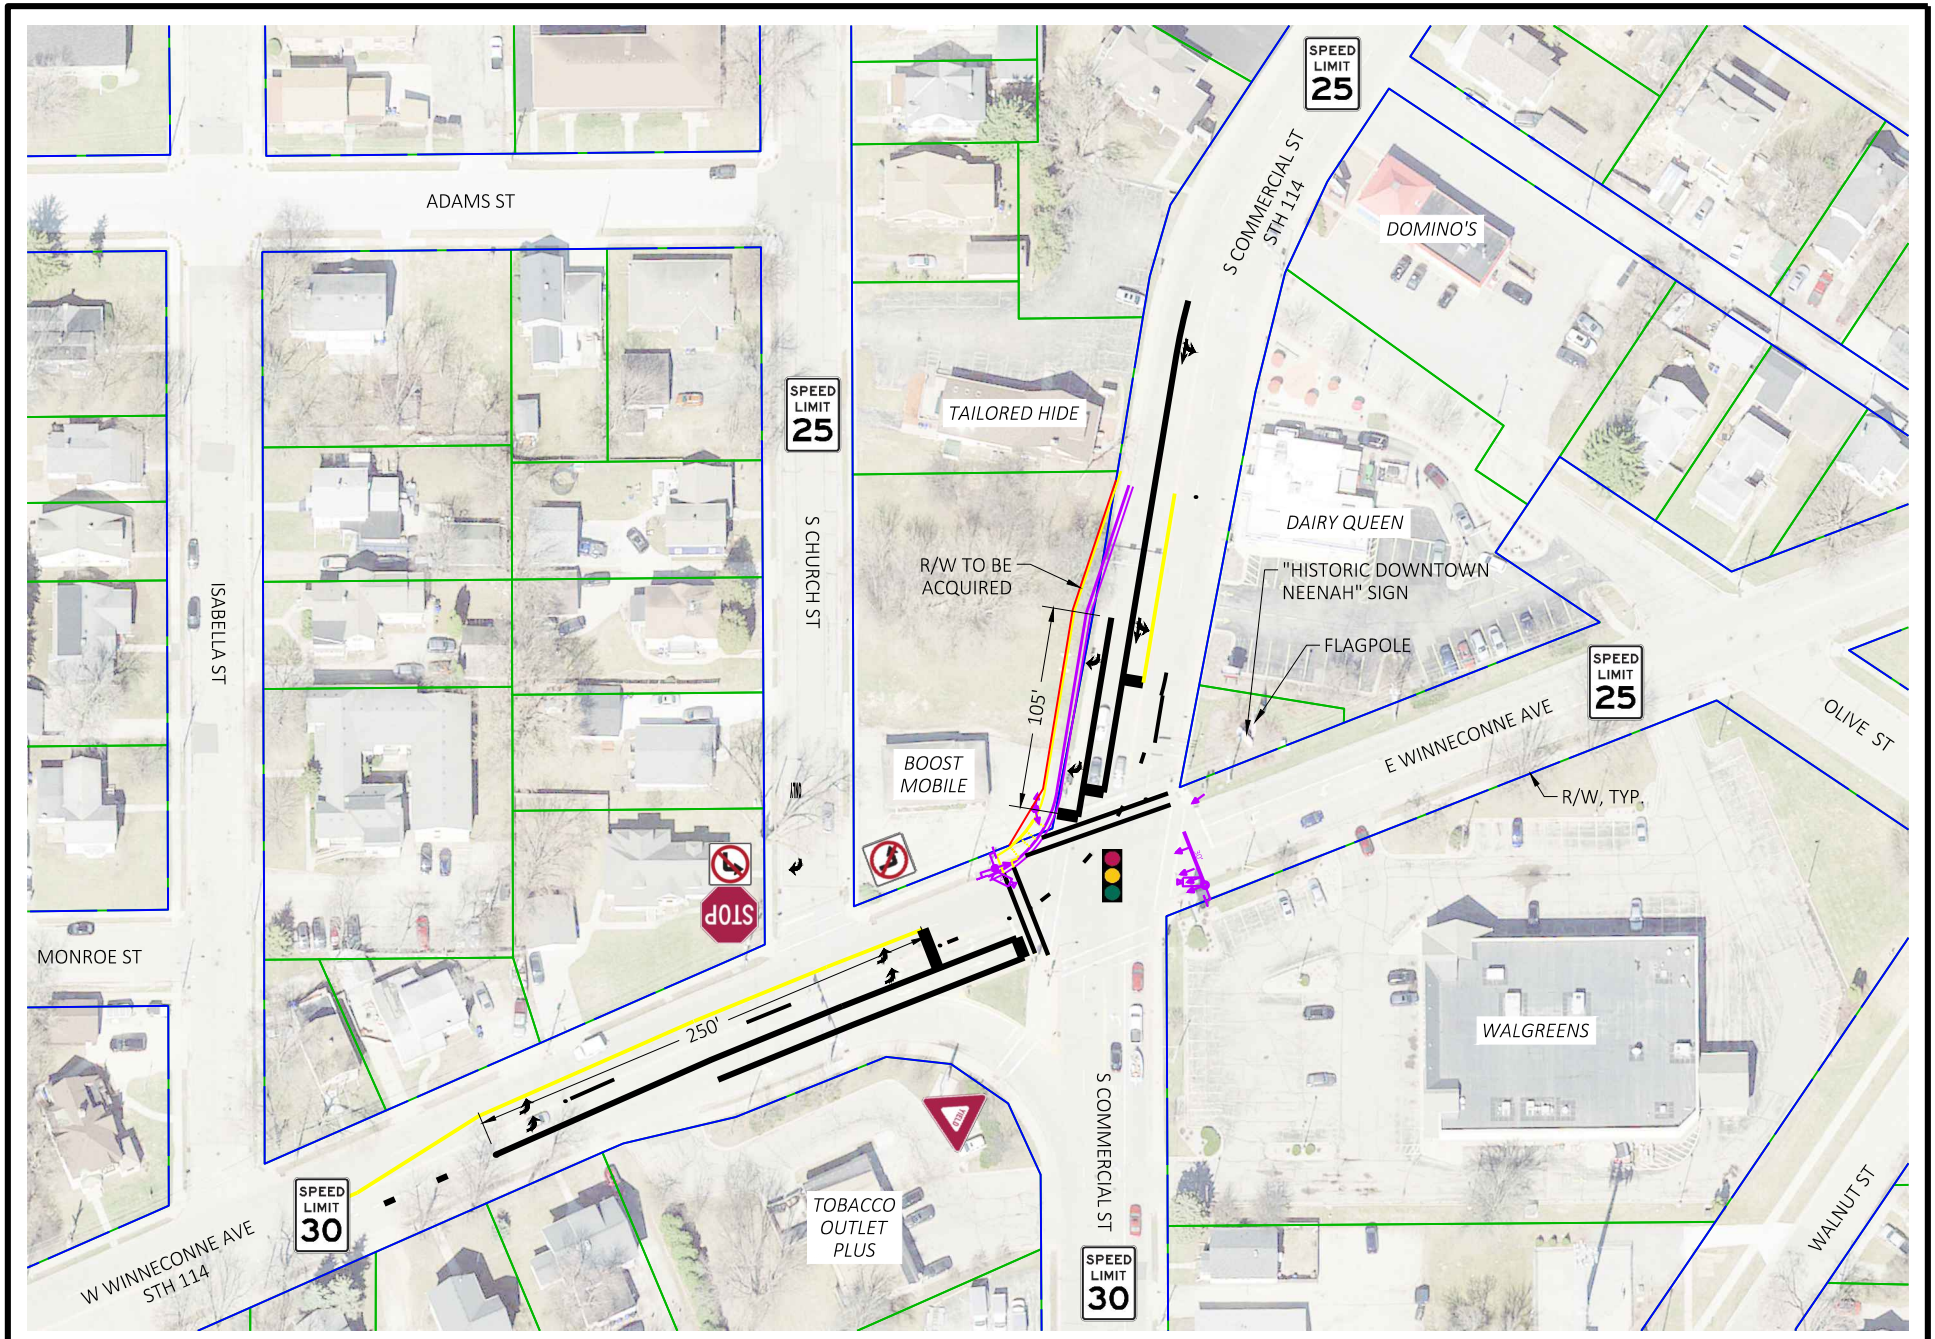 SPEED
LIMIT
25
ADAMS ST
S COMMERCIAL ST
STH 114
DOMINO'S
SPEED
LIMIT
25
TAILORED HIDE
S CHURCH ST
DAIRY QUEEN
R/W TO BE
ACQUIRED
"HISTORIC DOWNTOWN
NEENAH" SIGN
ISABELLA ST
FLAGPOLE
105'
SPEED
LIMIT
25
OLIVE ST
E WINNECONNE AVE
BOOST
MOBILE
ONLY
R/W, TYP.
STOP
MONROE ST
250'
WALGREENS
S COMMERCIAL ST
YIELD
SPEED
LIMIT
30
TOBACCO
OUTLET
PLUS
WALNUT ST
W WINNECONNE AVE
STH 114
SPEED
LIMIT
30